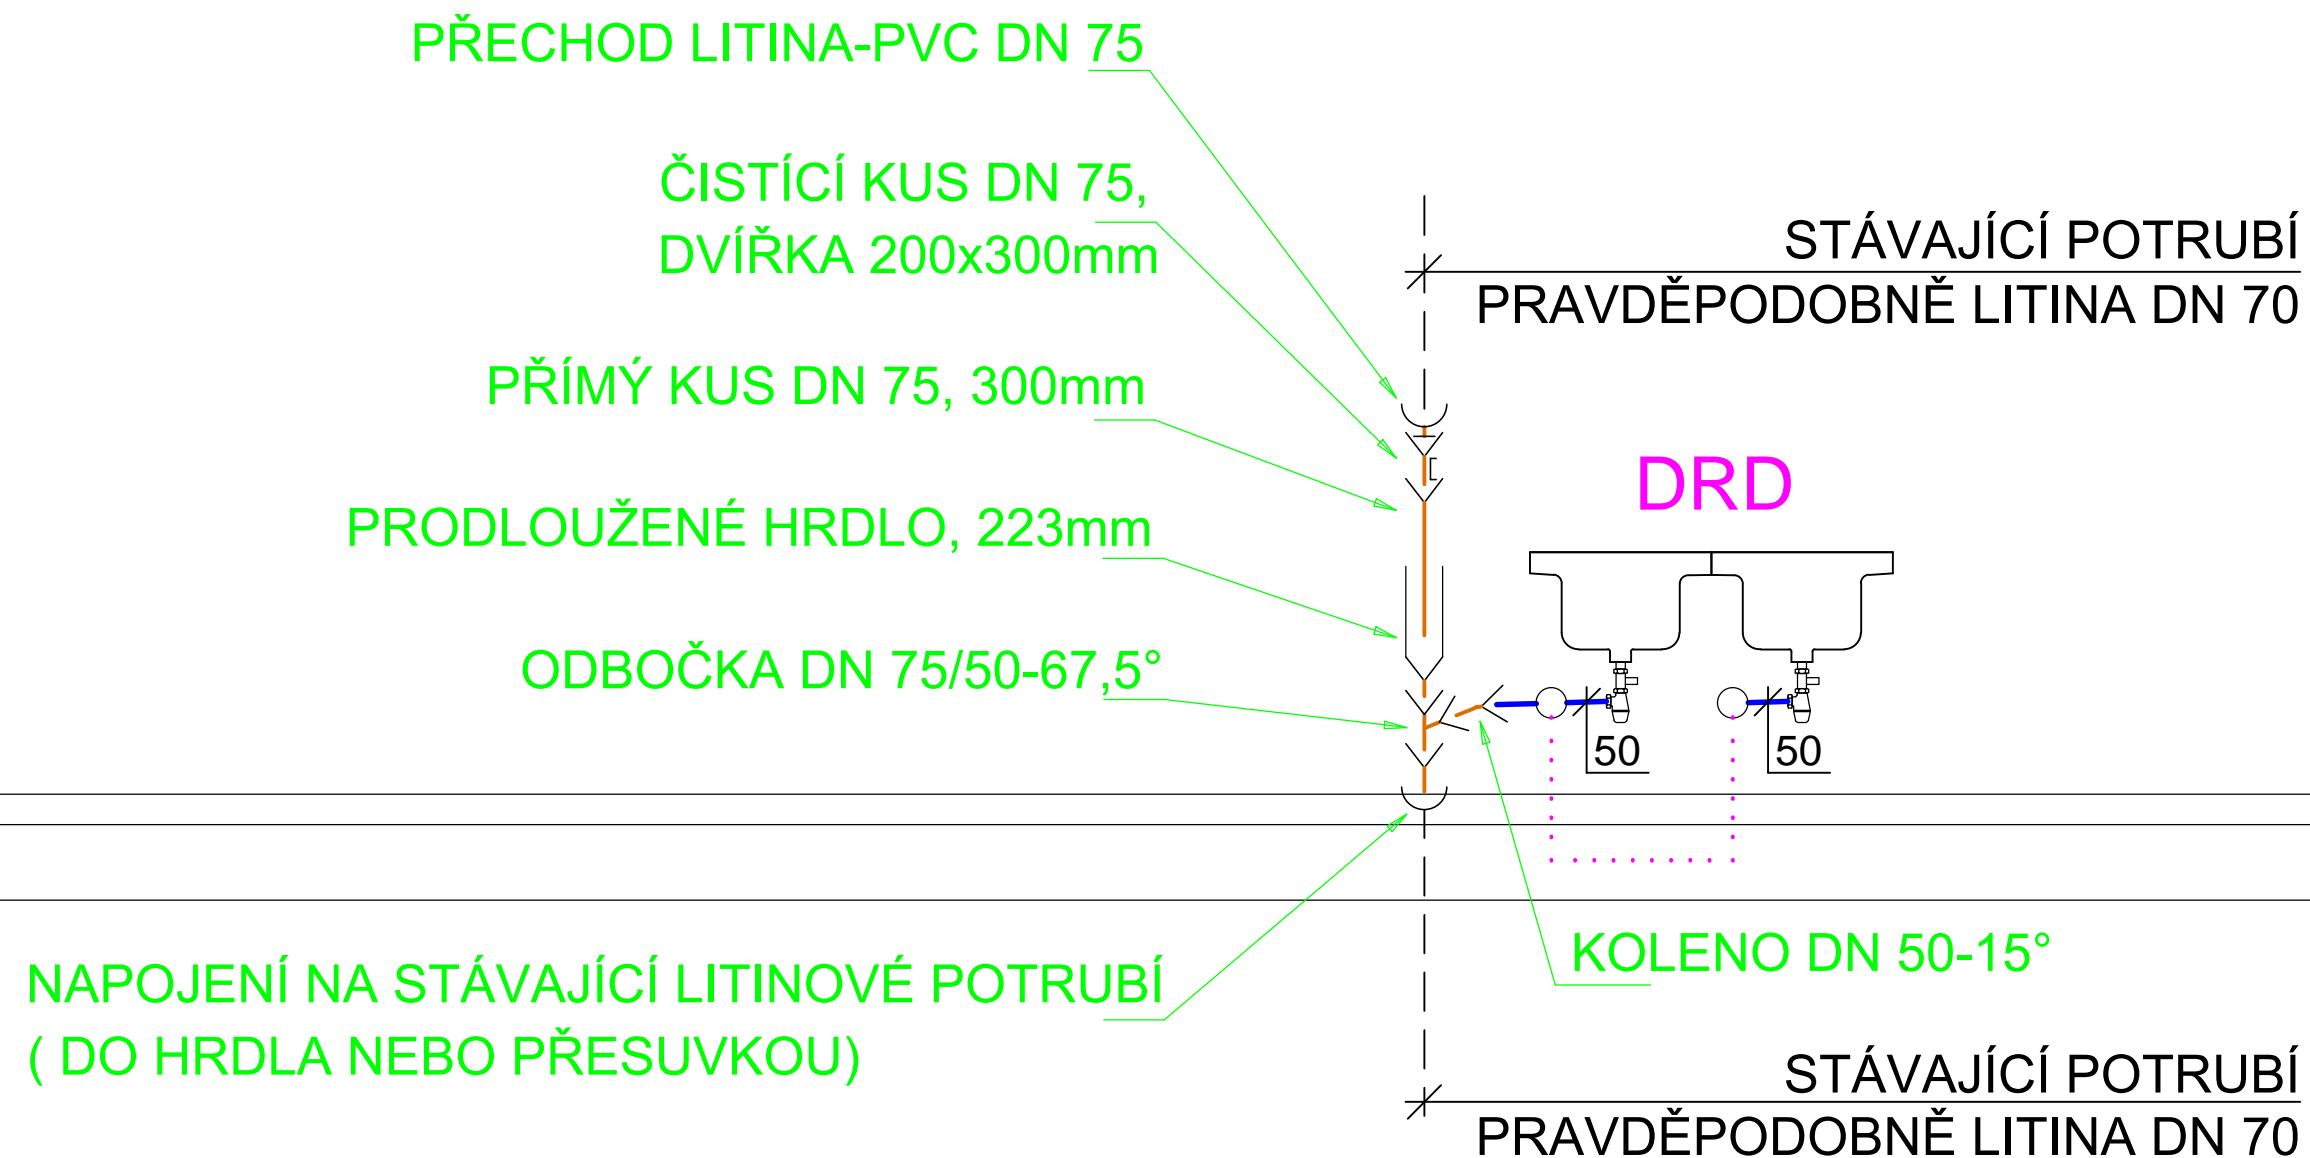 PŘECHOD LITINA-PVC DN 75
ČISTÍCÍ KUS DN 75,
DVÍŘKA 200x300mm
STÁVAJÍCÍ POTRUBÍ
PRAVDĚPODOBNĚ LITINA DN 70
PŘÍMÝ KUS DN 75, 300mm
DRD
PRODLOUŽENÉ HRDLO, 223mm
ODBOČKA DN 75/50-67,5°
50
50
KOLENO DN 50-15°
NAPOJENÍ NA STÁVAJÍCÍ LITINOVÉ POTRUBÍ
( DO HRDLA NEBO PŘESUVKOU)
STÁVAJÍCÍ POTRUBÍ
PRAVDĚPODOBNĚ LITINA DN 70